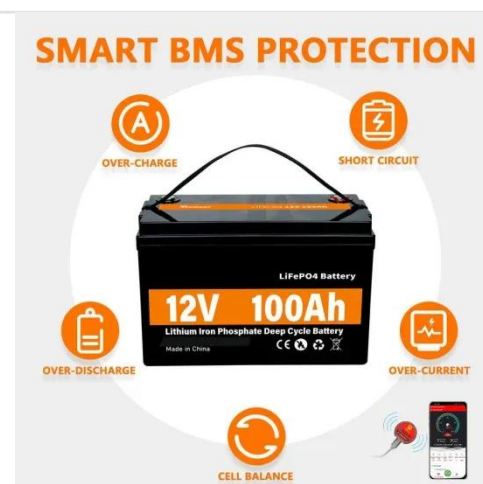 SMART BMS PROTECTION
A
OVER-CHARGE
SHORT CIRCUIT
LiFePO4 Battery
12V 100Ah
Lithium Iron Phosphate Deep Cycle Battery
Made in China
CE
OVER-DISCHARGE
OVER-CURRENT
CELL BALANCE